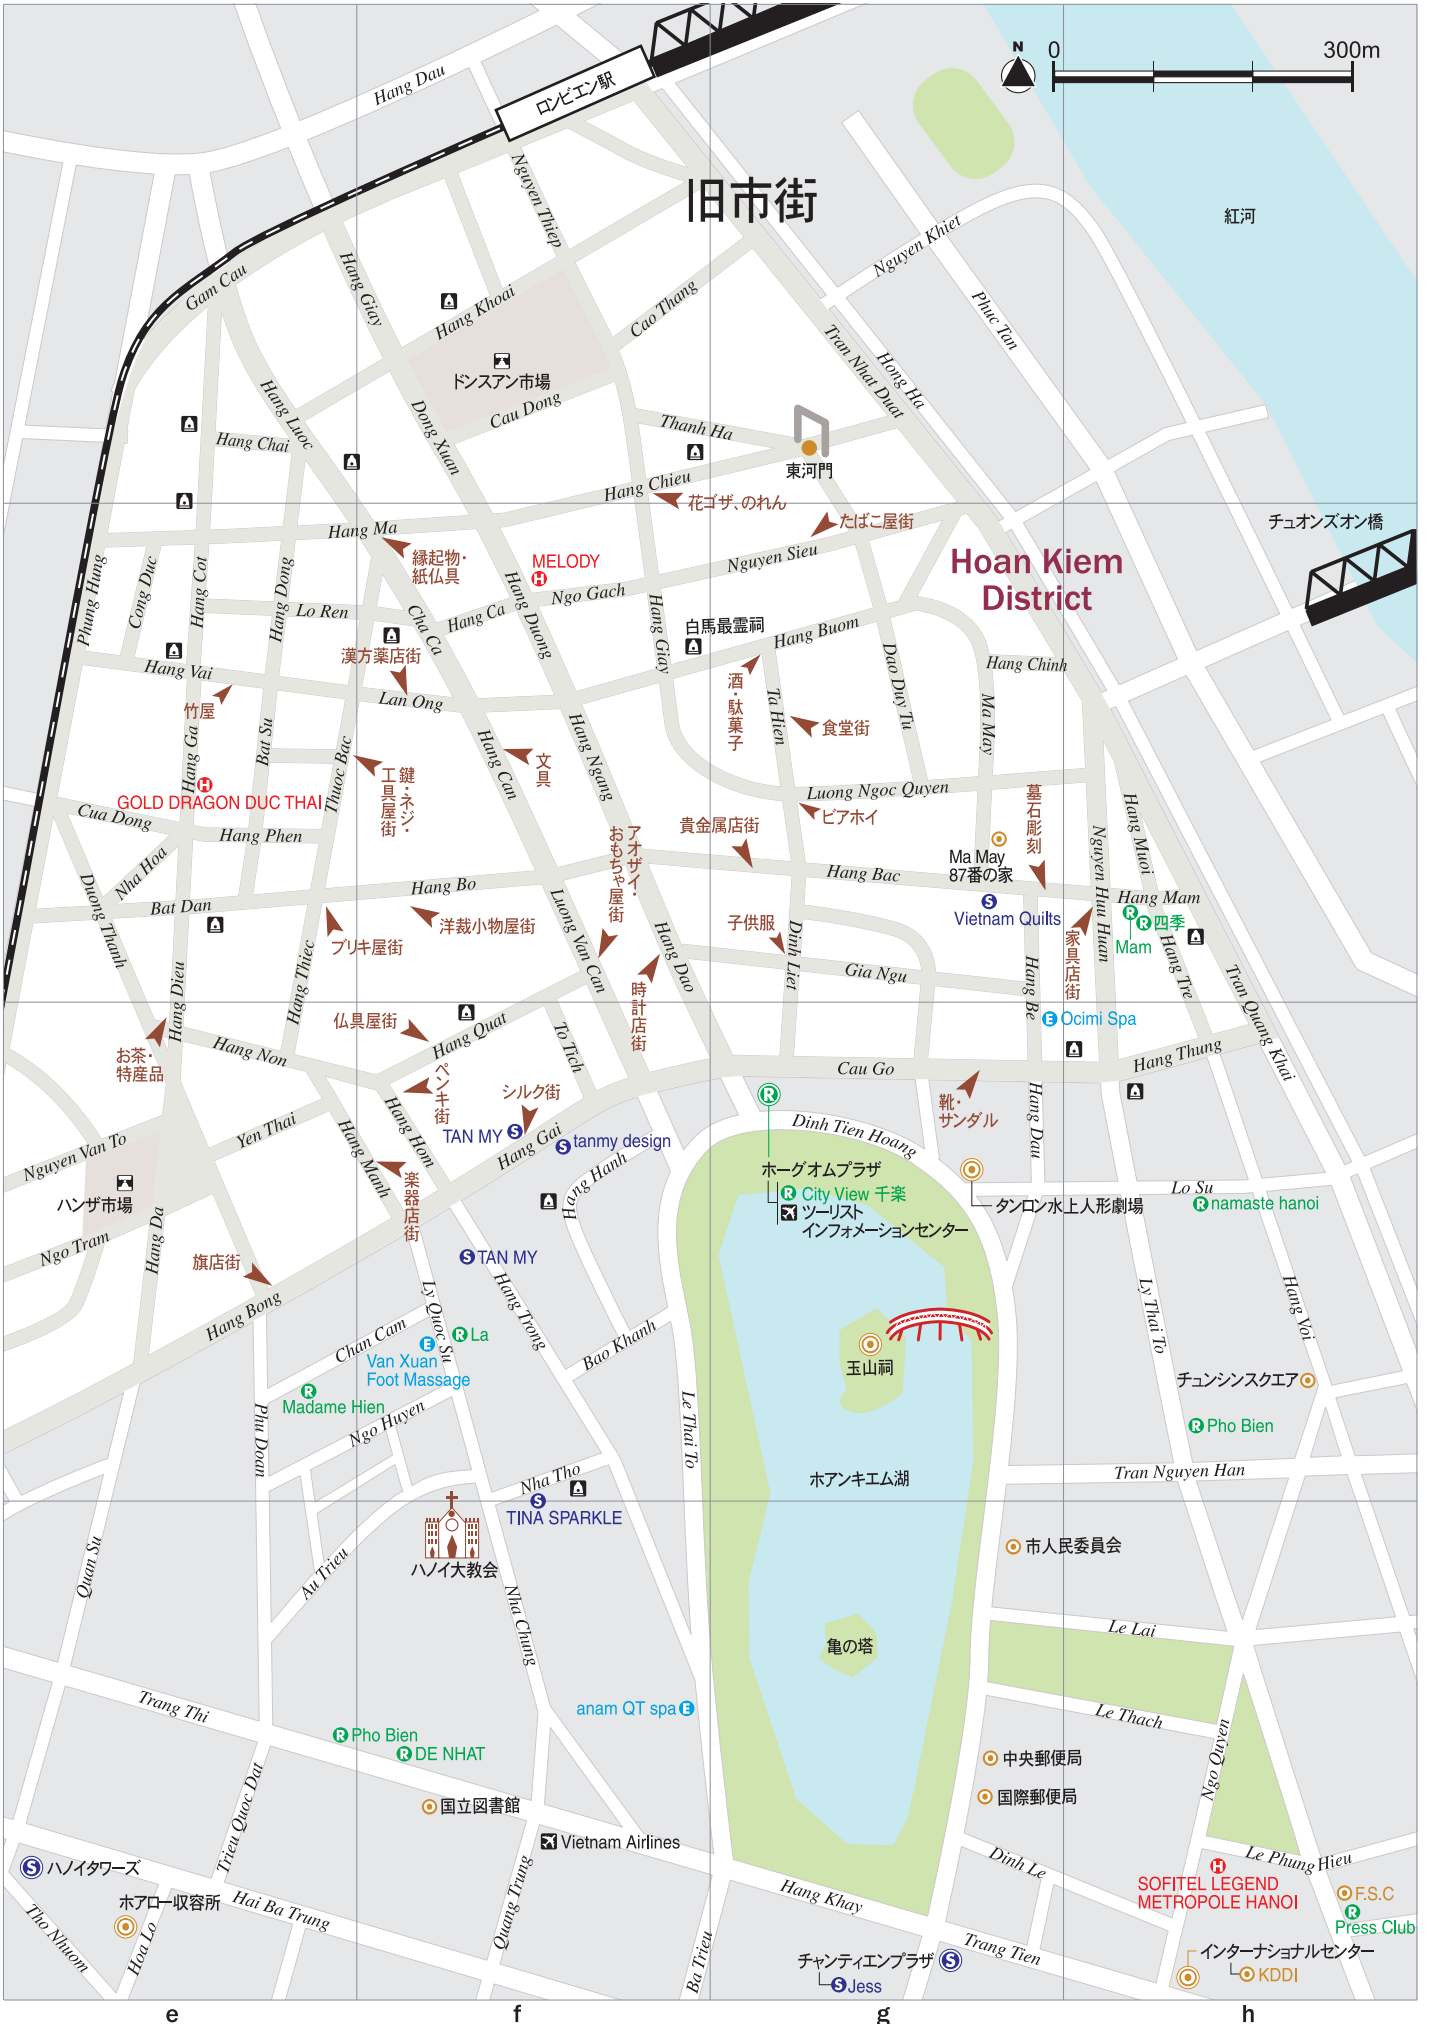 N
0
300m
ロンビエン駅
Hang Dau
旧市街
紅河
Nguyen Thiep
Nguyen Khiet
Phuc Tan
Gam Cau
Hang Giay
Hang Khoai
Cao Thang
Tran Nhat Duat
Hong Ha
ドンスアン市場
Cau Dong
Hang Luoc
Dong Xuan
Hang Chai
Thanh Ha
東河門
Hang Chieu
花ゴザ、のれん
たばこ屋街
チュオンズオン橋
Hang Ma
縁起物・
紙仏具
MELODY
Nguyen Sieu
Hoan Kiem
District
Phung Hung
Cong Duc
Hang Cot
Hang Dong
Lo Ren
Cha Ca
Hang Ca
Ngo Gach
Hang Duong
Hang Giay
白馬最霊祠
Hang Buom
漢方薬店街
Hang Vai
Lan Ong
竹屋
Hang Chinh
Dao Duy Tu
Ma May
酒・駄菓子
Ta Hien
食堂街
Hang Ga
Bat Su
Thuoc Bac
鍵・ネジ・
工具屋街
Hang Can
文具
Hang Ngang
GOLD DRAGON DUC THAI
Cua Dong
Hang Phen
Luong Ngoc Quyen
ビアホイ
墓石彫刻
Hang Muoi
Nguyen Huu Huan
貴金属店街
アオザイ・
おもちゃ屋街
Nha Hoa
Duong Thanh
Ma May
87番の家
Hang Bac
Hang Mam
Hang Bo
Bat Dan
洋裁小物屋街
ブリキ屋街
Luong Van Can
子供服
Vietnam Quilts
四季
Mam
家具店街
Hang Dao
Dinh Liet
Gia Ngu
Hang Tre
Tran Quang Khai
Hang Dieu
Hang Thiec
時計店街
Hang Be
仏具屋街
Hang Quat
To Tich
Ocimi Spa
お茶・
特産品
Hang Non
Cau Go
Hang Thung
ペンキ街
シルク街
靴・
サンダル
Hang Dau
Nguyen Van To
Yen Thai
Hang Manh
Hang Hom
TAN MY
tanmy design
Hang Gai
Dinh Tien Hoang
ハンザ市場
楽器店街
Hang Hanh
ホーグオムプラザ
City View 千楽
ツーリスト
インフォメーションセンター
タンロン水上人形劇場
Lo Su
namaste hanoi
Ngo Tram
Hang Da
旗店街
TAN MY
Hang Bong
Ly Quoc Su
Hang Trong
Ly Thai To
Hang Voi
Chan Cam
La
Van Xuan
Foot Massage
Bao Khanh
玉山祠
チュンシンスクエア
Madame Hien
Phu Doan
Ngo Huyen
Le Thai To
Pho Bien
ホアンキエム湖
Tran Nguyen Han
Nha Tho
TINA SPARKLE
ハノイ大教会
市人民委員会
Quan Su
Au Trieu
Nha Chung
Le Lai
亀の塔
Trang Thi
anam QT spa
Le Thach
Pho Bien
DE NHAT
中央郵便局
Ngo Quyen
国際郵便局
国立図書館
Trieu Quoc Dat
Vietnam Airlines
ハノイタワーズ
Quang Trung
Dinh Le
Le Phung Hieu
SOFITEL LEGEND
METROPOLE HANOI
F.S.C
Press Club
ホアロー収容所
Hai Ba Trung
Hang Khay
Tho Nhuom
Hoa Lo
Ba Trieu
Trang Tien
チャンティエンプラザ
Jess
インターナショナルセンター
KDDI
e
f
g
h